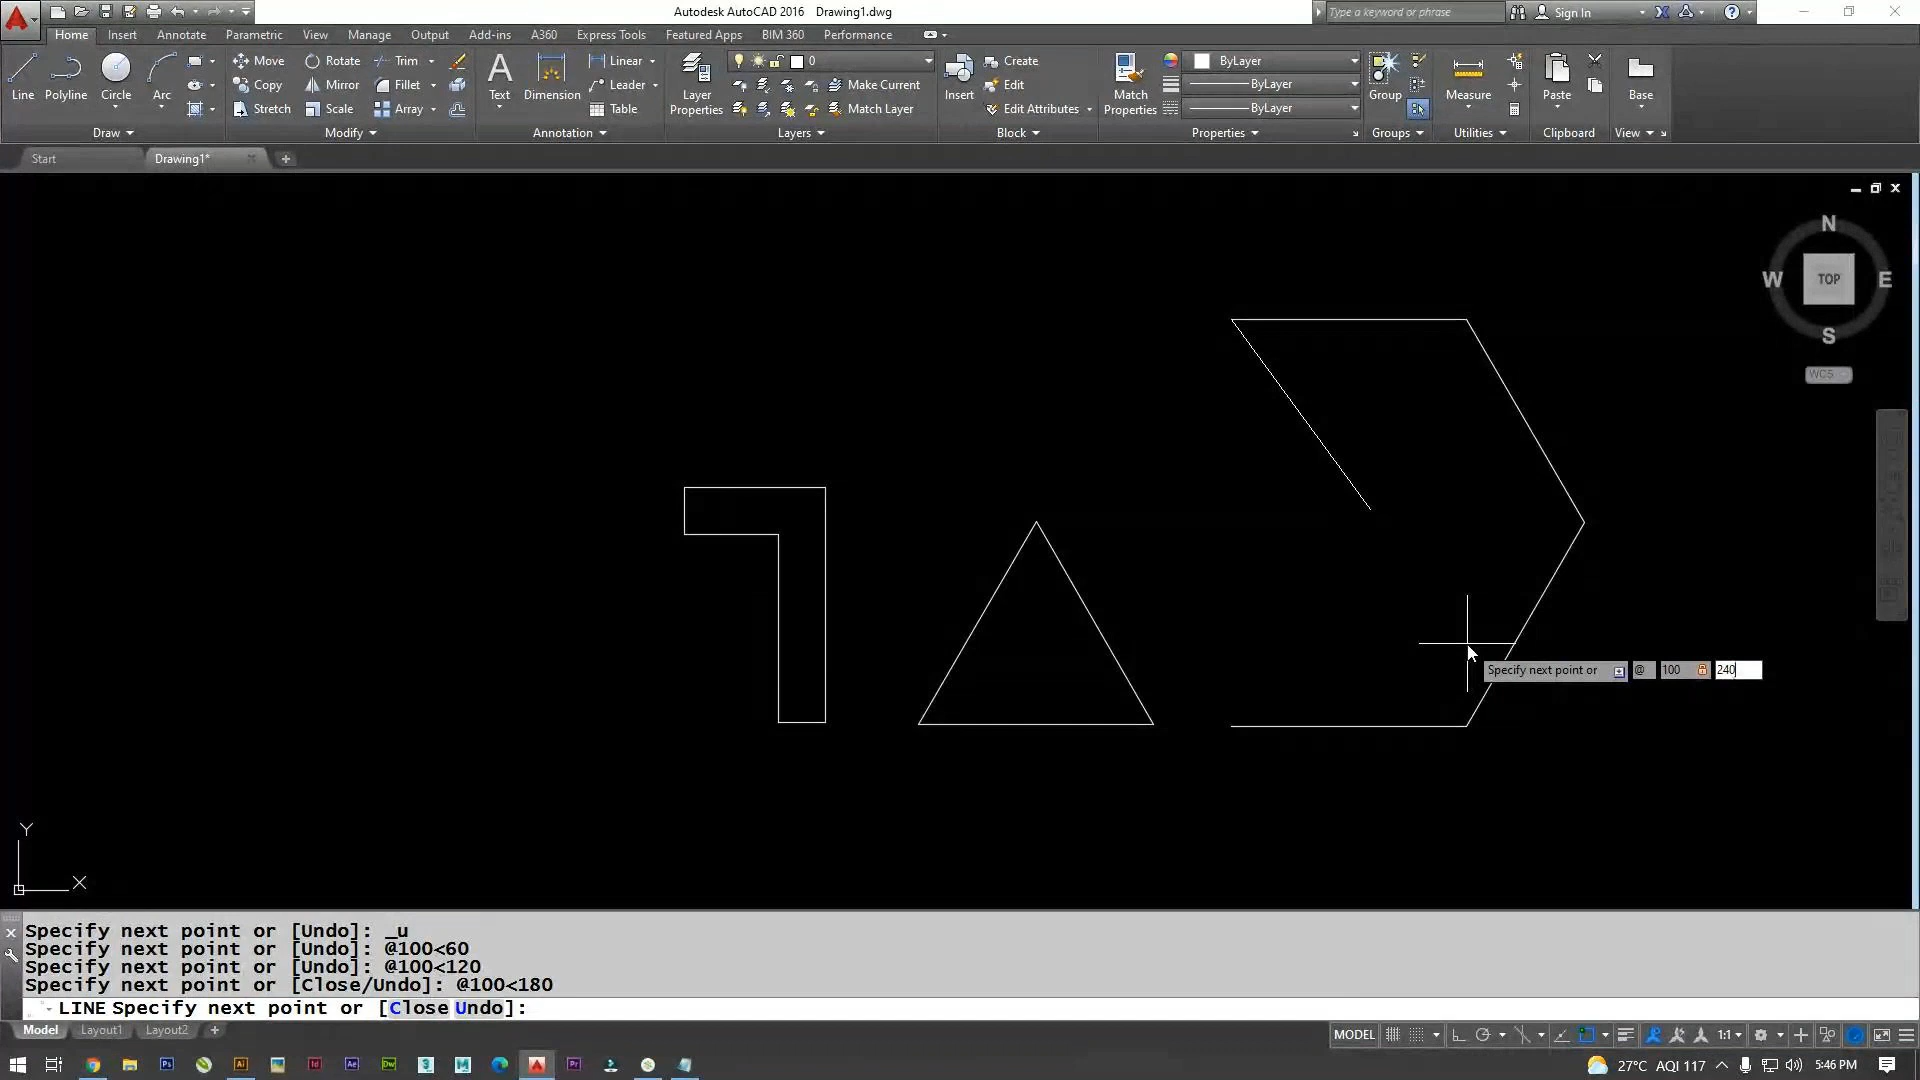 Autodesk AutoCAD 2016 Drawing1.dwg
Type a keyword or phrase
Sign In
Home Insert Annotate Parametric View Manage Output Add-ins A360 Express Tools Featured Apps BIM 360 Performance
Line Polyline Circle Arc
Move Rotate Trim
Copy Mirror Fillet
Stretch Scale Array
Text Dimension
Linear
Leader
Table
Layer Properties
0
Make Current
Match Layer
Insert
Create
Edit
Edit Attributes
Match Properties
ByLayer
ByLayer
ByLayer
Group
Measure
Paste
Base
Draw Modify Annotation Layers Block Properties Groups Utilities Clipboard View
Start Drawing1*
N
W TOP E
S
WCS
Specify next point or @ 100 240
Y
X
Specify next point or [Undo]: _u
Specify next point or [Undo]: @100<60
Specify next point or [Undo]: @100<120
Specify next point or [Close/Undo]: @100<180
LINE Specify next point or [Close Undo]:
Model Layout1 Layout2
MODEL 1:1
27°C AQI 117 5:46 PM